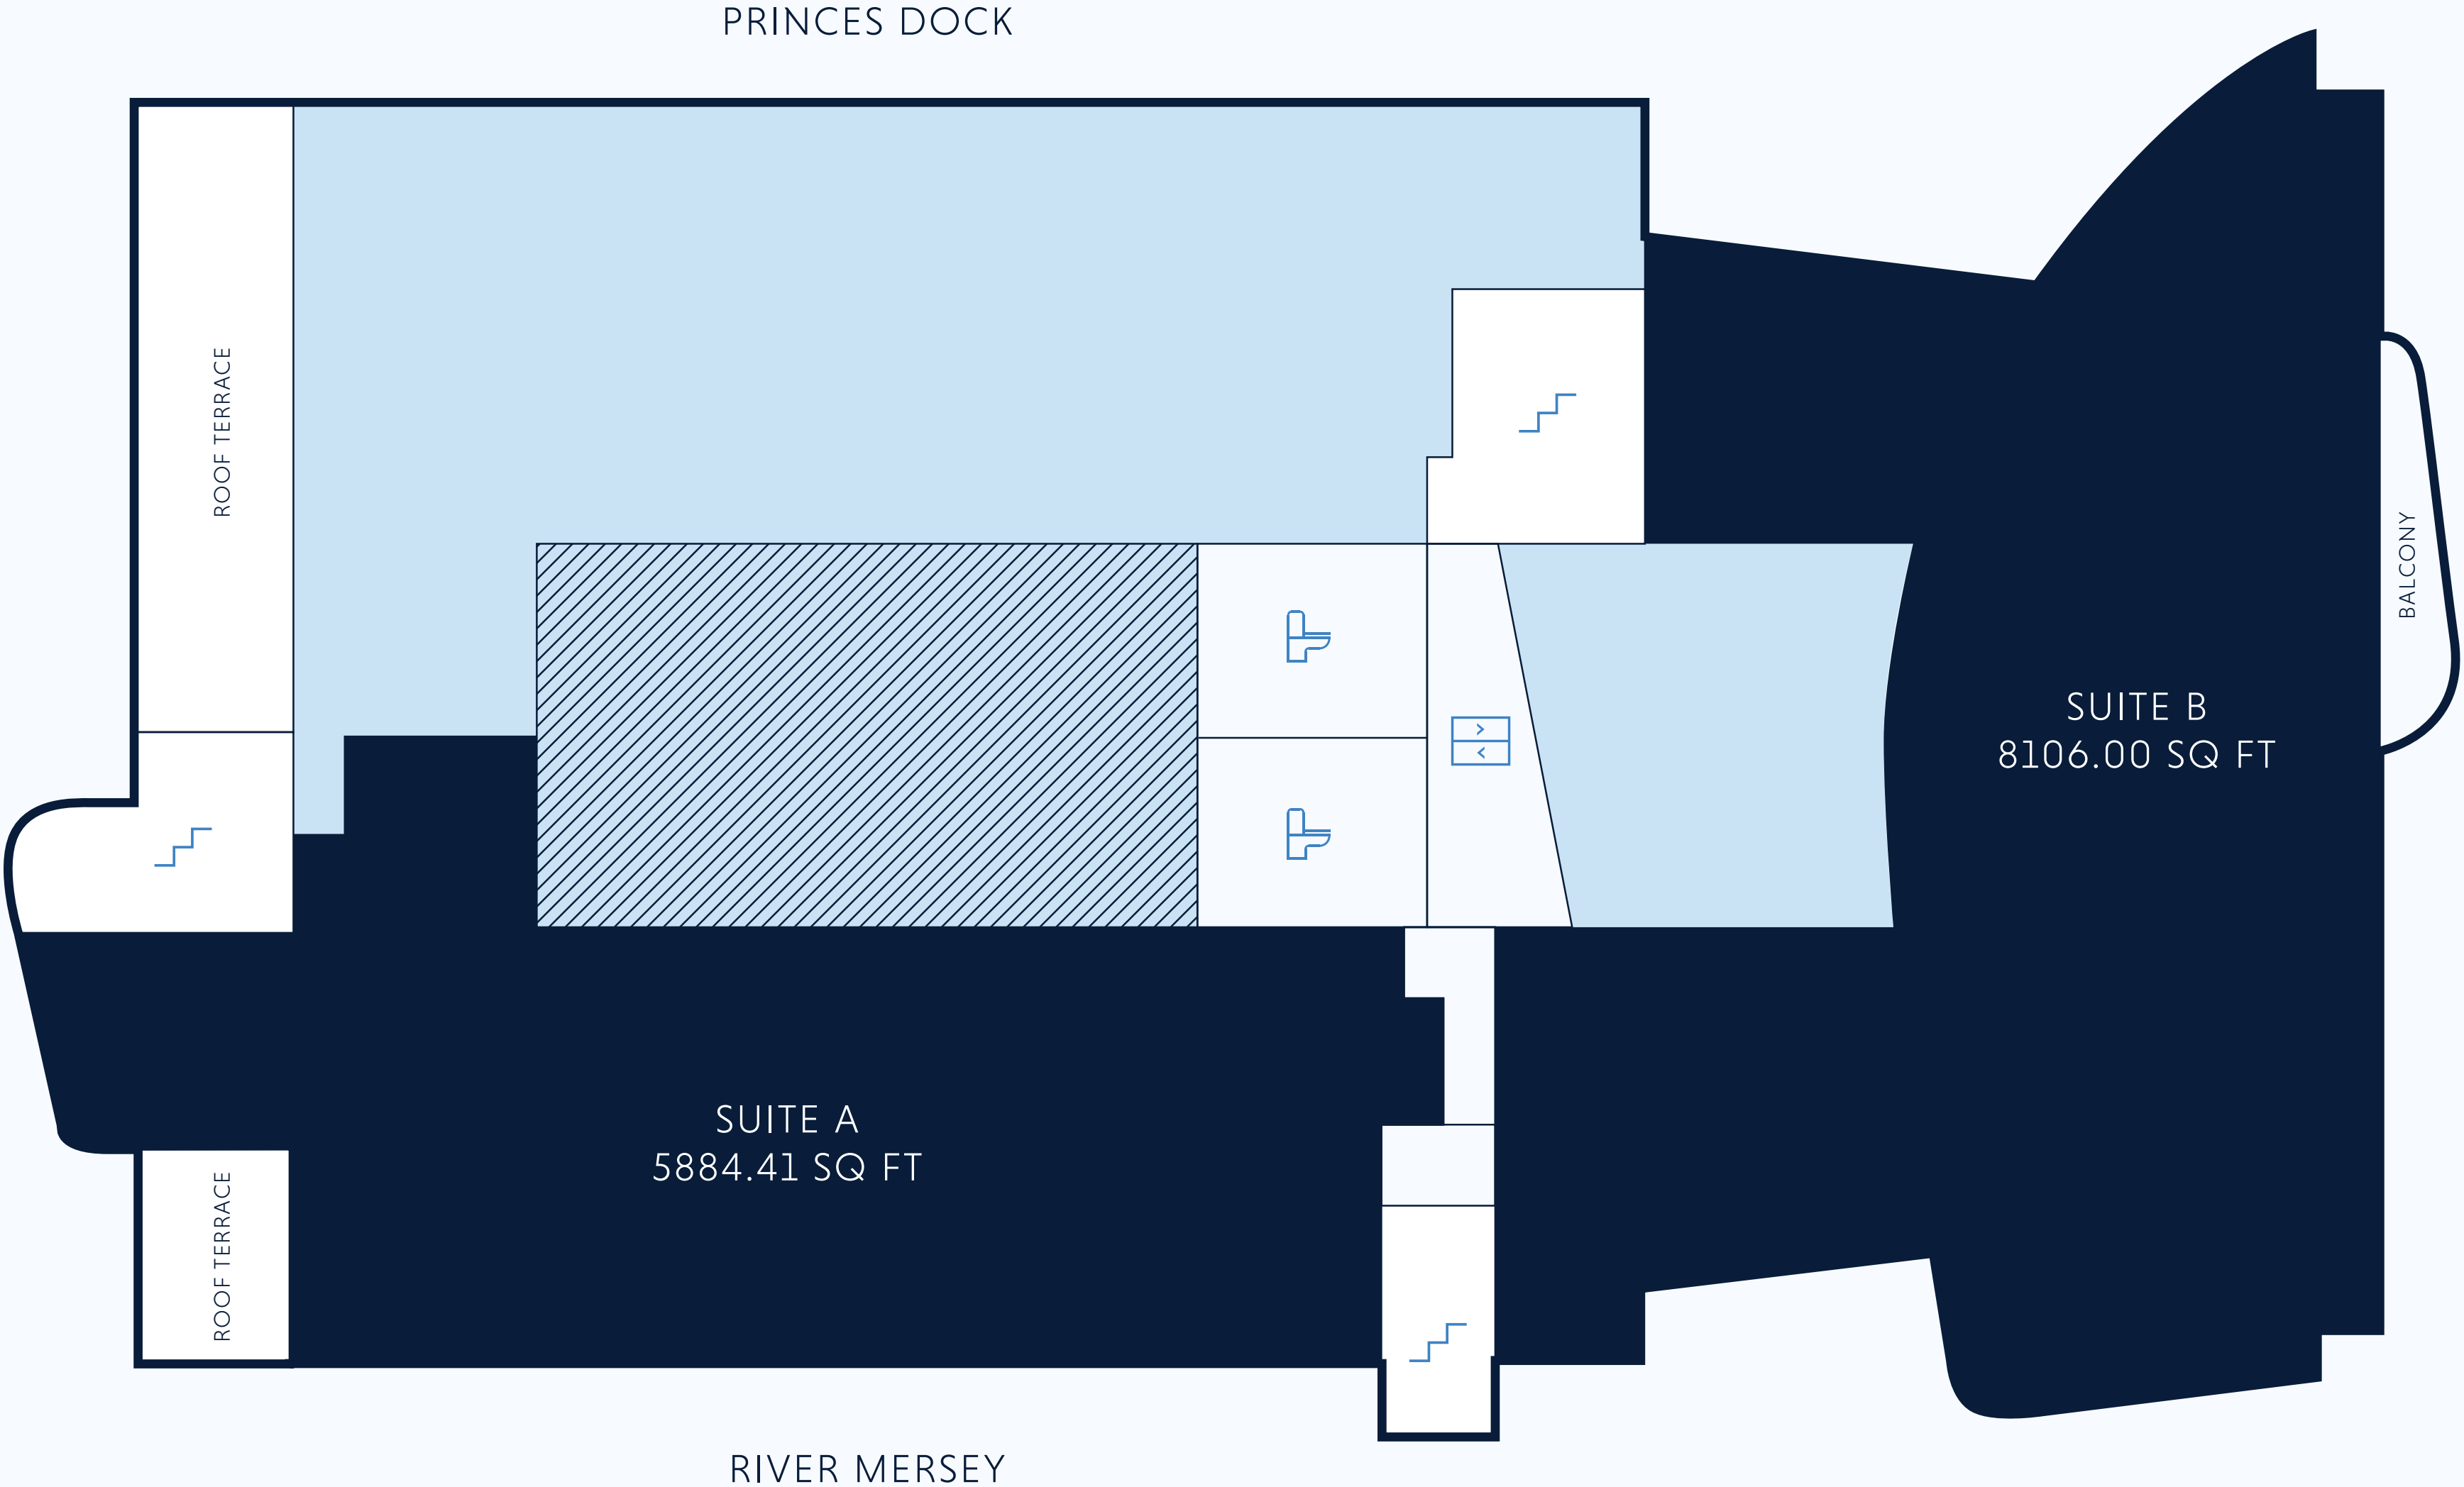 PRINCES DOCK
ROOF TERRACE
BALCONY
SUITE B
8106.00 SQ FT
SUITE A
5884.41 SQ FT
ROOF TERRACE
RIVER MERSEY